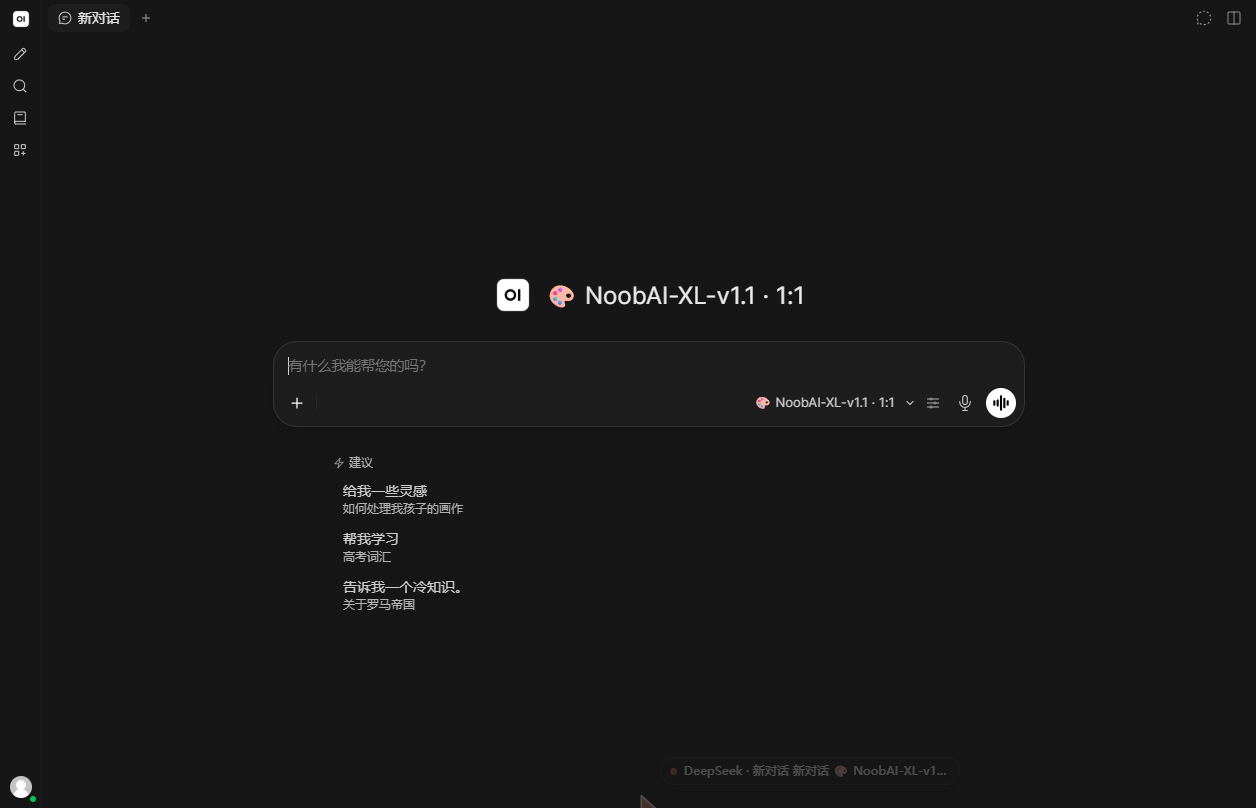 OI 新对话
OI NoobAI-XL-v1.1 · 1:1
有什么我能帮您的吗?
NoobAI-XL-v1.1 · 1:1
建议
给我一些灵感
如何处理我孩子的画作
帮我学习
高考词汇
告诉我一个冷知识。
关于罗马帝国
DeepSeek · 新对话 新对话 🎨 NoobAI-XL-v1...